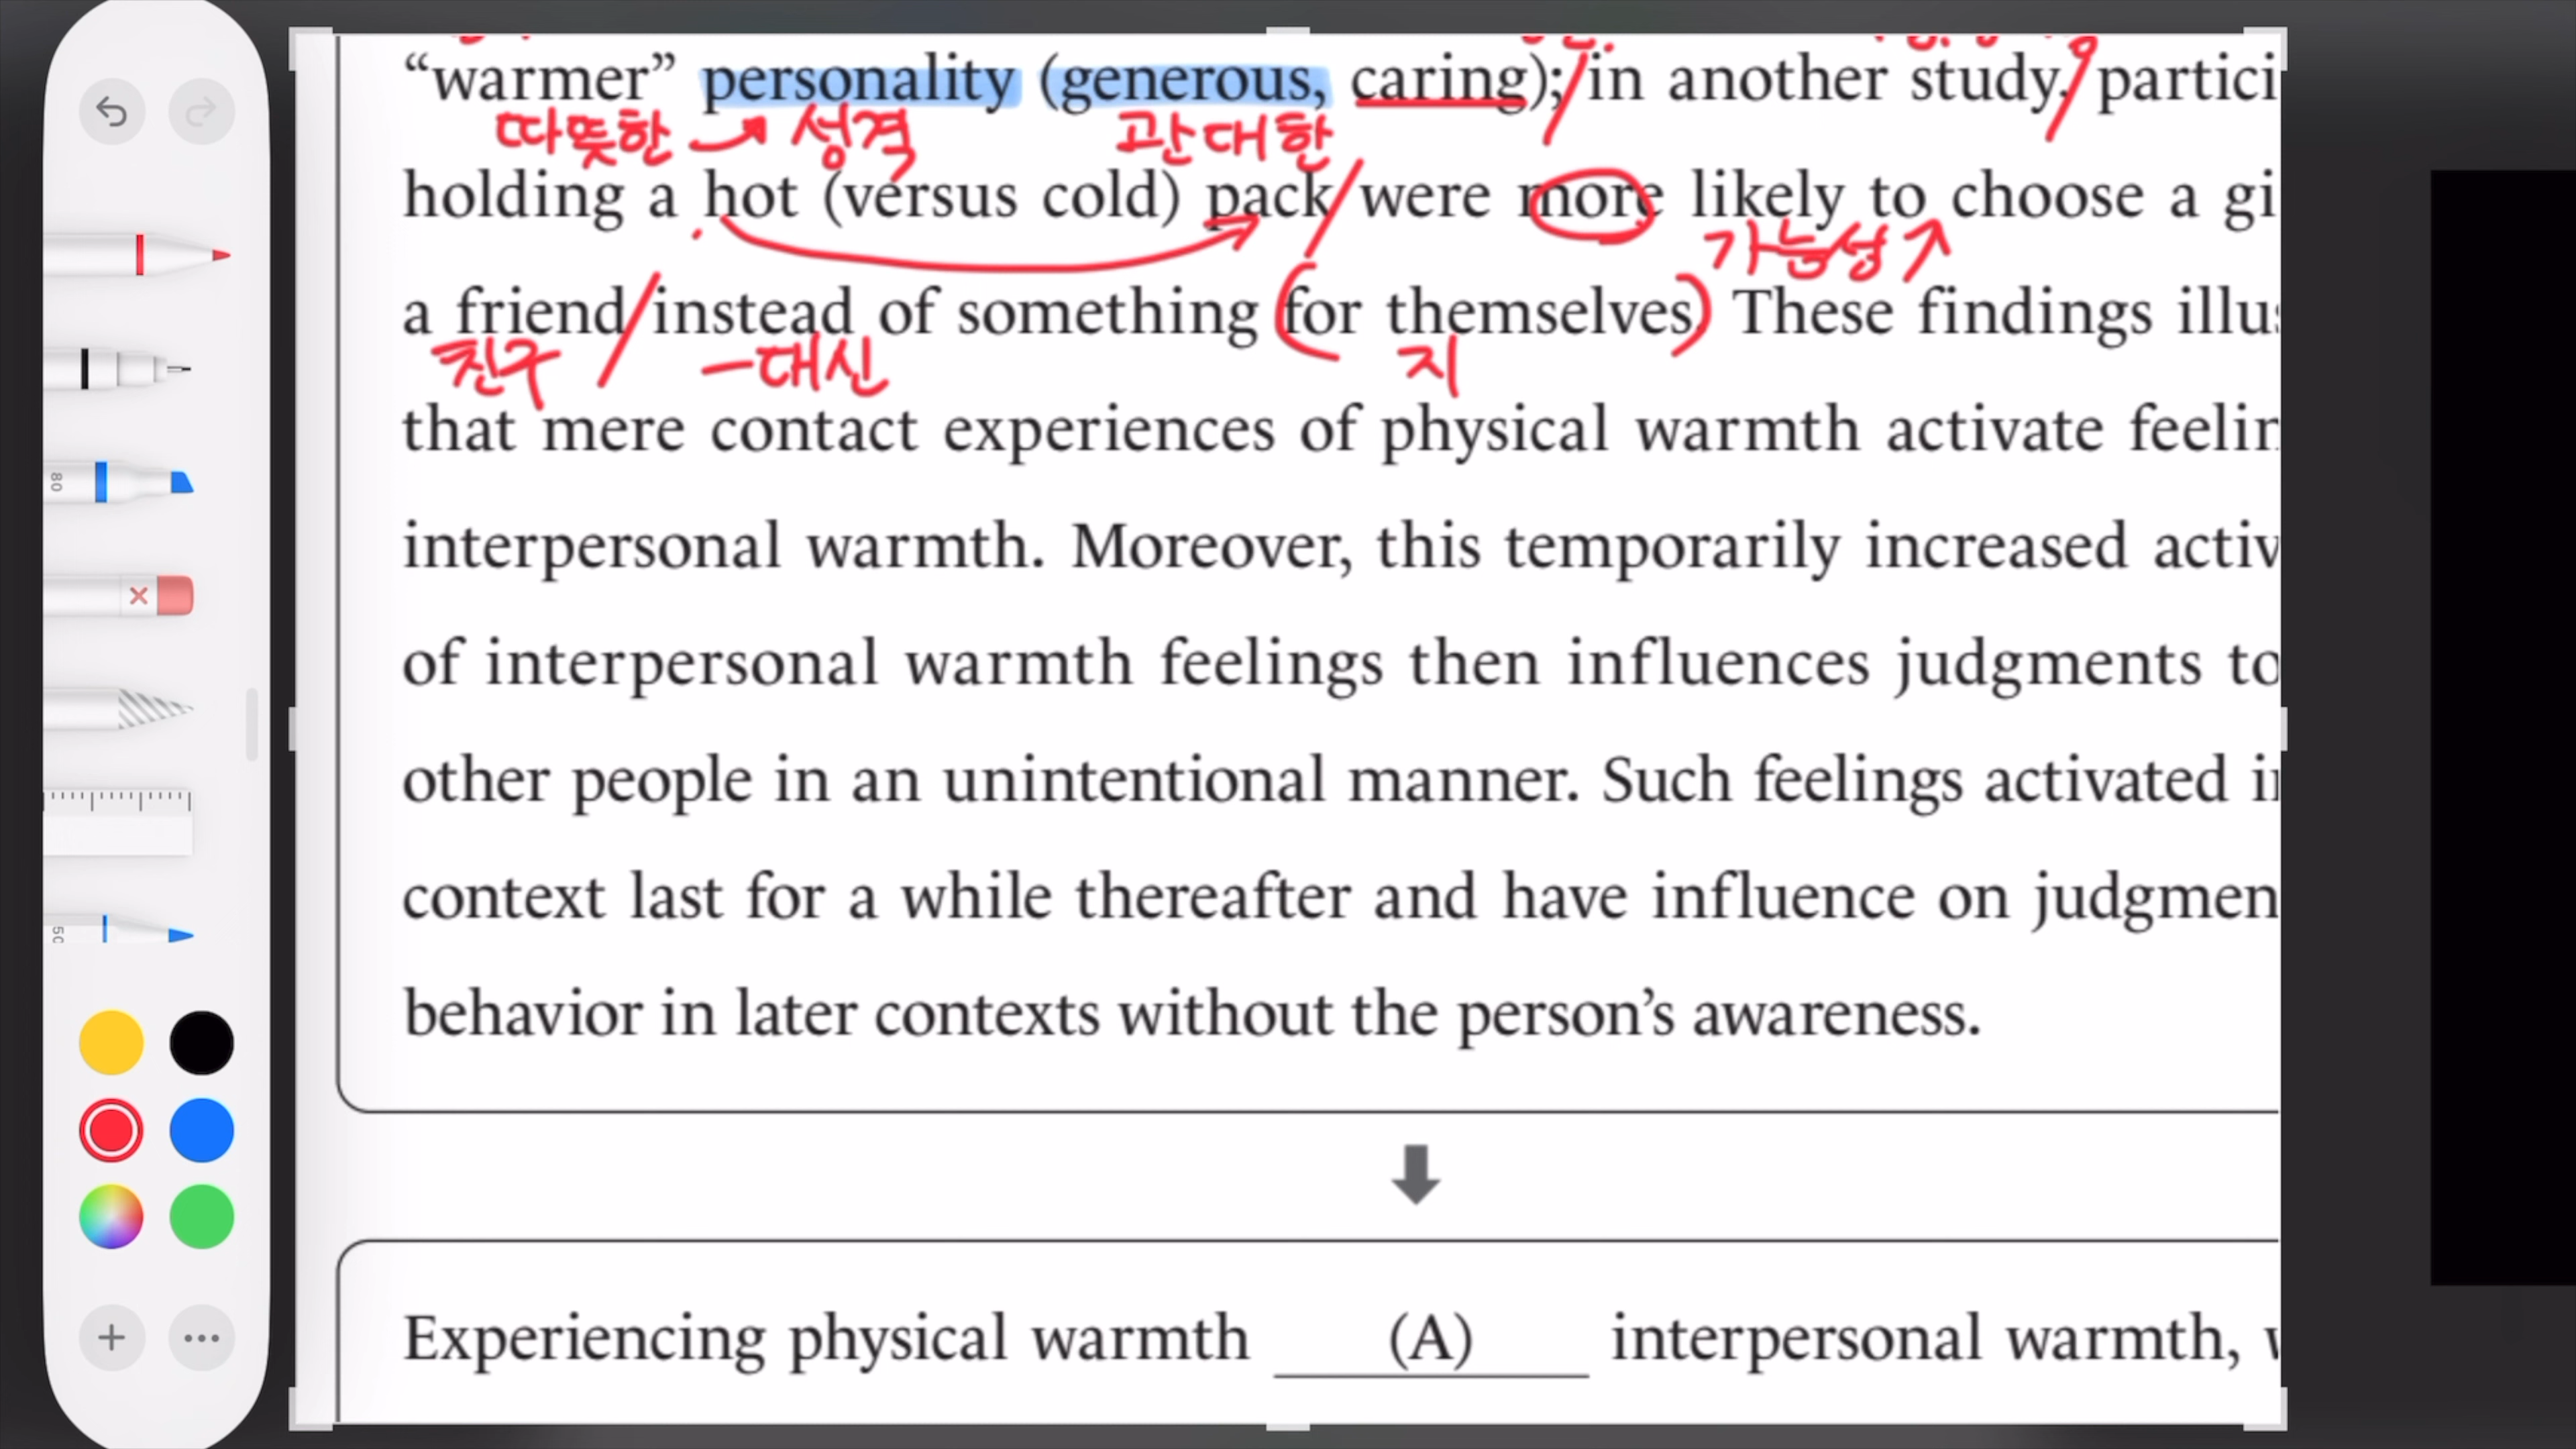 “warmer” personality (generous, caring); in another study, partici
따뜻한 성격 관대한
holding a hot (versus cold) pack were more likely to choose a gi
가능성
a friend instead of something for themselves. These findings illus
친구 -대신 지
that mere contact experiences of physical warmth activate feelin
interpersonal warmth. Moreover, this temporarily increased activ
of interpersonal warmth feelings then influences judgments to
other people in an unintentional manner. Such feelings activated in
context last for a while thereafter and have influence on judgmen
behavior in later contexts without the person’s awareness.
Experiencing physical warmth (A) interpersonal warmth,
80
50